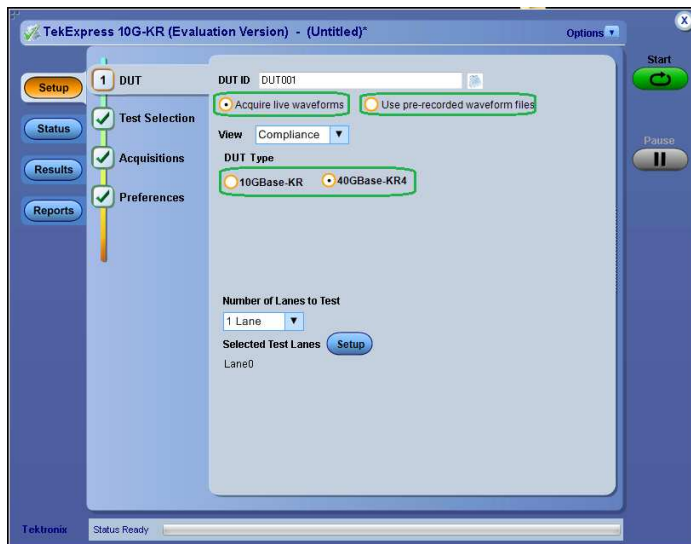 TekExpress 10G-KR (Evaluation Version) - (Untitled)*
Options
x
Start
Setup
1 DUT
DUT ID DUT001
Acquire live waveforms
Use pre-recorded waveform files
Status
Test Selection
View Compliance
Pause
Results
Acquisitions
DUT Type
10GBase-KR
40GBase-KR4
Reports
Preferences
Number of Lanes to Test
1 Lane
Selected Test Lanes Setup
Lane0
Tektronix
Status Ready